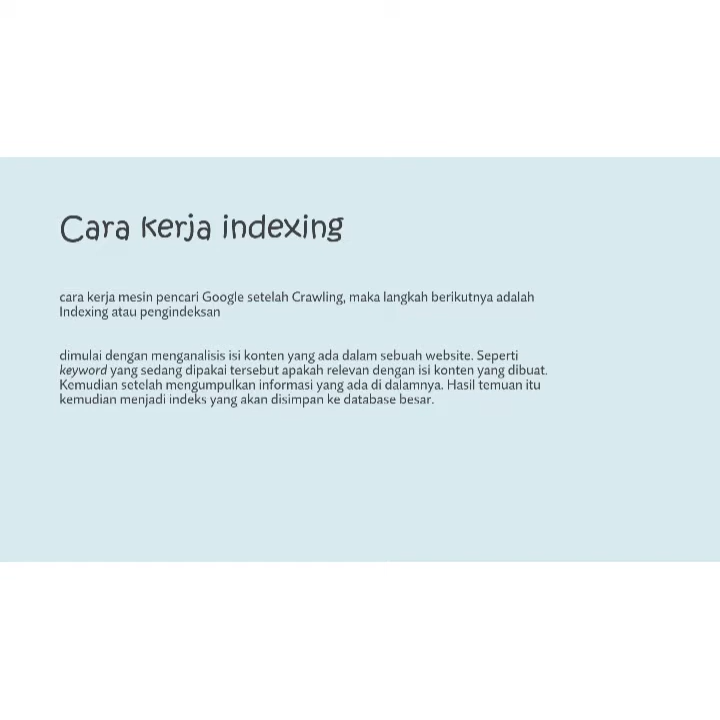 Cara kerja indexing
cara kerja mesin pencari Google setelah Crawling, maka langkah berikutnya adalah
Indexing atau pengindeksan
dimulai dengan menganalisis isi konten yang ada dalam sebuah website. Seperti
keyword yang sedang dipakai tersebut apakah relevan dengan isi konten yang dibuat.
Kemudian setelah mengumpulkan informasi yang ada di dalamnya. Hasil temuan itu
kemudian menjadi indeks yang akan disimpan ke database besar.